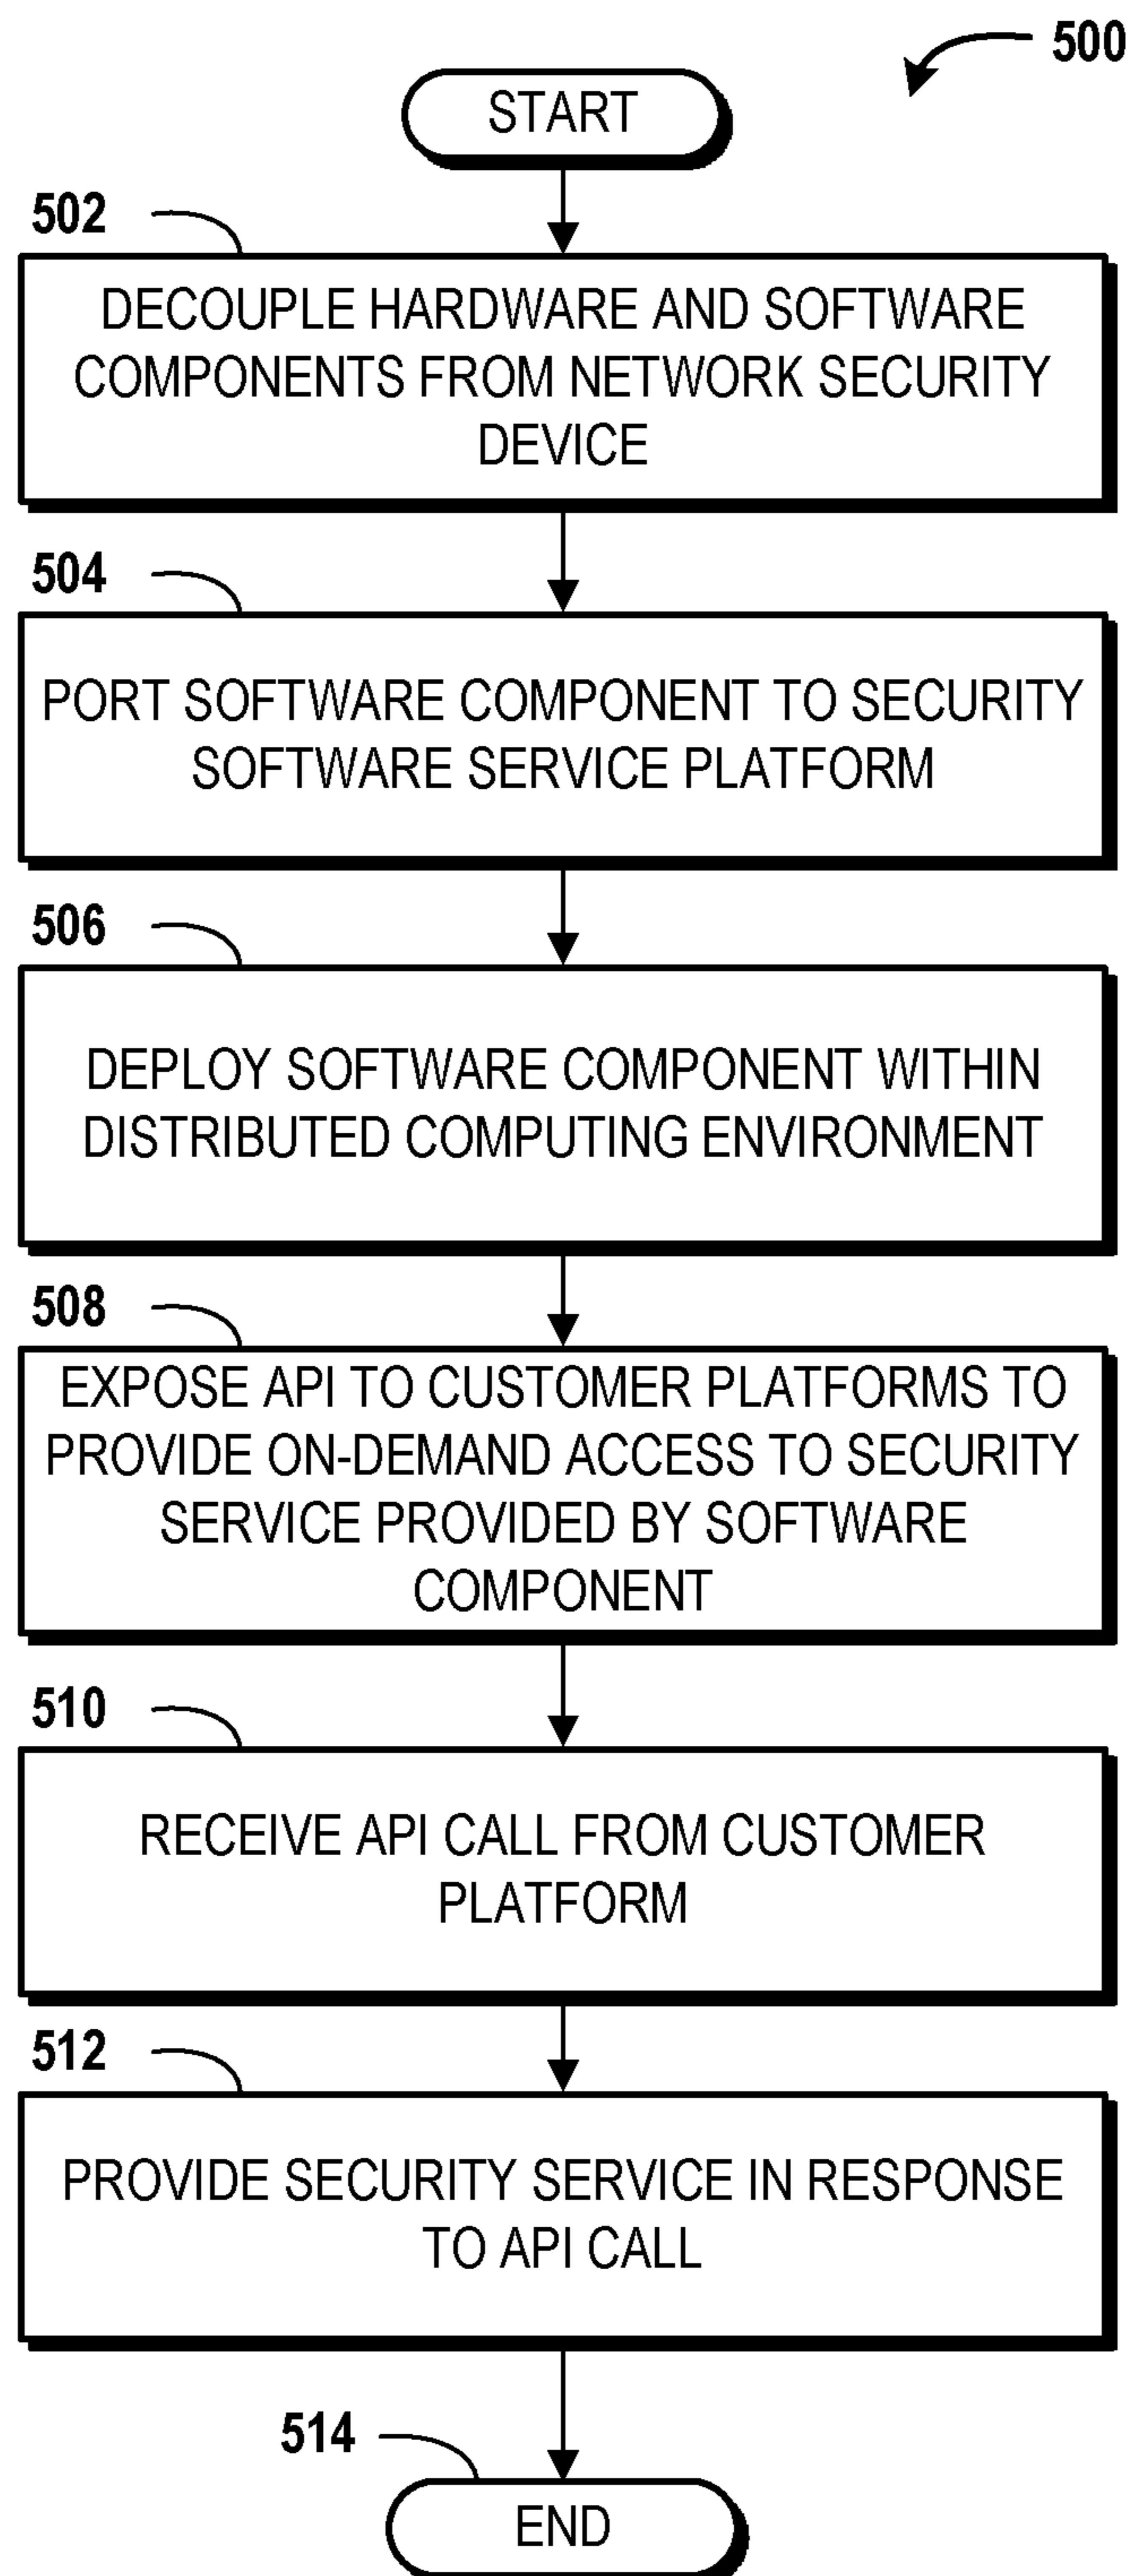 500
START
502
DECOUPLE HARDWARE AND SOFTWARE
COMPONENTS FROM NETWORK SECURITY
DEVICE
504
PORT SOFTWARE COMPONENT TO SECURITY
SOFTWARE SERVICE PLATFORM
506
DEPLOY SOFTWARE COMPONENT WITHIN
DISTRIBUTED COMPUTING ENVIRONMENT
508
EXPOSE API TO CUSTOMER PLATFORMS TO
PROVIDE ON-DEMAND ACCESS TO SECURITY
SERVICE PROVIDED BY SOFTWARE
COMPONENT
510
RECEIVE API CALL FROM CUSTOMER
PLATFORM
512
PROVIDE SECURITY SERVICE IN RESPONSE
TO API CALL
514
END